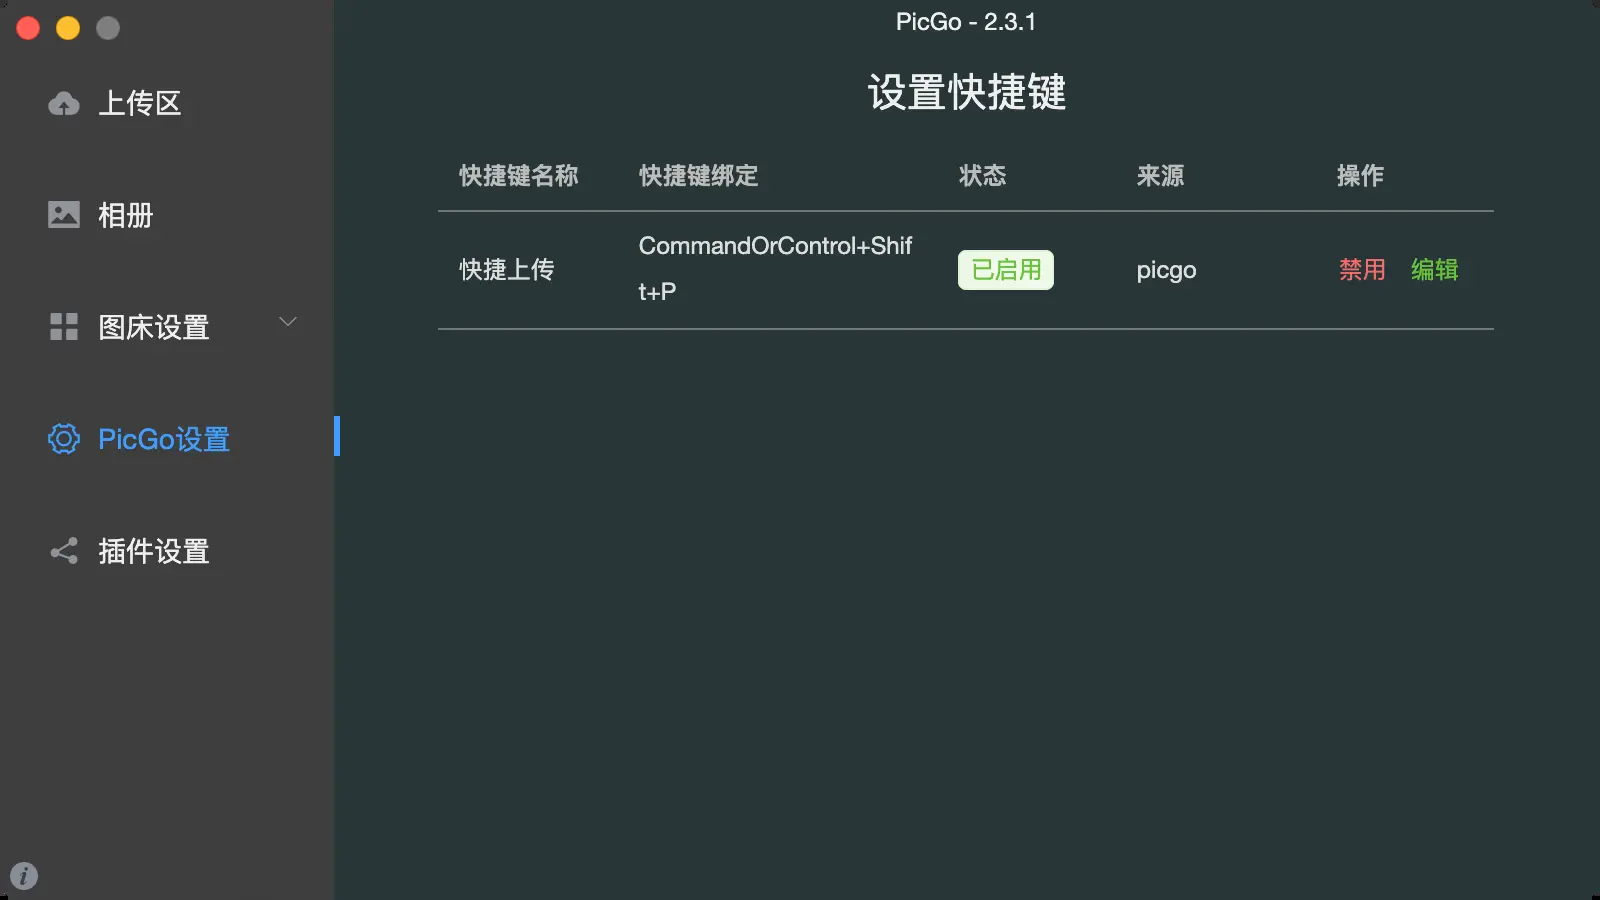 PicGo - 2.3.1
上传区
相册
图床设置
PicGo设置
插件设置
设置快捷键
快捷键名称 快捷键绑定 状态 来源 操作
快捷上传 CommandOrControl+Shif
t+P 已启用 picgo 禁用 编辑